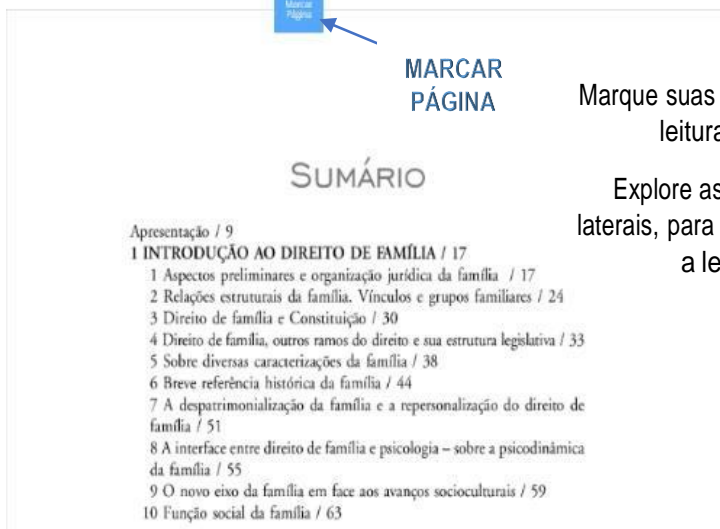 Marcar
Página
MARCAR
PÁGINA
Marque suas
leitura
Explore as
laterais, para
a le
SUMÁRIO
Apresentação / 9
1 INTRODUÇÃO AO DIREITO DE FAMÍLIA / 17
1 Aspectos preliminares e organização jurídica da família / 17
2 Relações estruturais da família. Vínculos e grupos familiares / 24
3 Direito de família e Constituição / 30
4 Direito de família, outros ramos do direito e sua estrutura legislativa / 33
5 Sobre diversas caracterizações da família / 38
6 Breve referência histórica da família / 44
7 A despatrimonialização da família e a repersonalização do direito de
família / 51
8 A interface entre direito de família e psicologia – sobre a psicodinâmica
da família / 55
9 O novo eixo da família em face aos avanços socioculturais / 59
10 Função social da família / 63